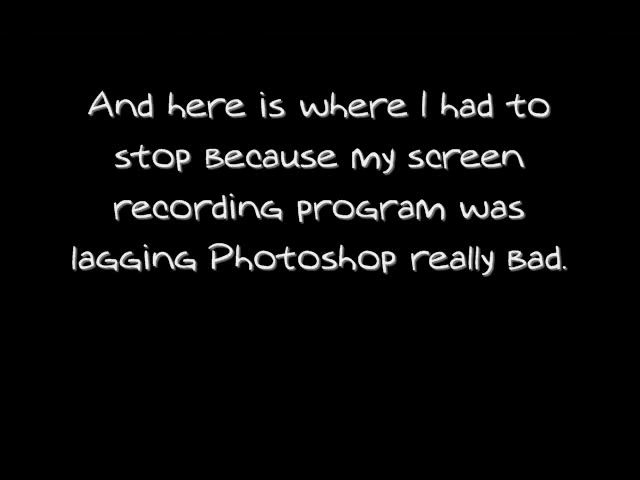 And here is where I had to
stop because my screen
recording program was
lagging Photoshop really bad.